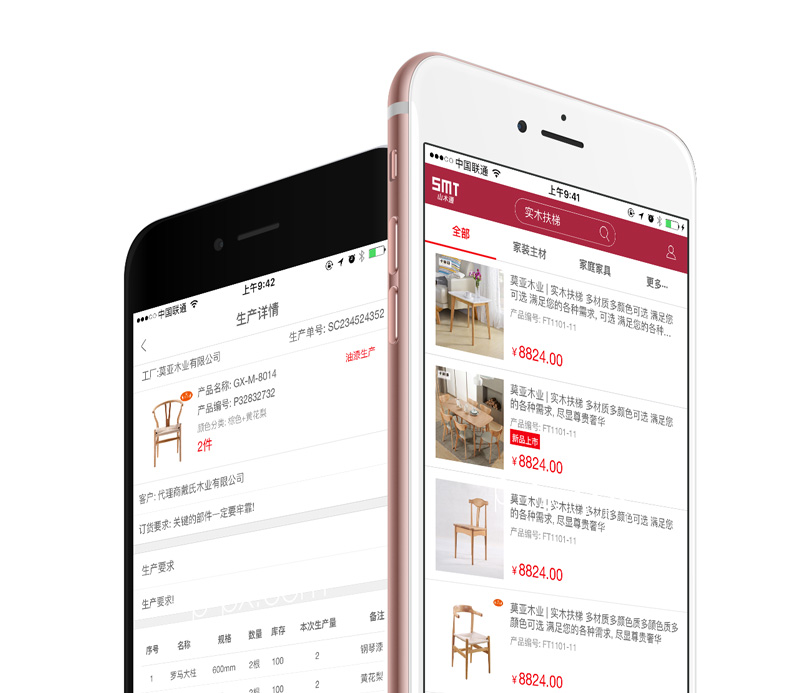 中国联通
上午9:42
生产详情
工厂:莫亚木业有限公司
生产单号: SC234524352
产品名称: GX-M-8014
油漆生产
产品编号: P32832732
颜色分类: 棕色+黄花梨
2件
客户: 代理商戴氏木业有限公司
订货要求: 关键的部件一定要牢靠!
生产要求
生产要求!
序号 名称 规格 数量 库存 本次生产量 备注
1 罗马大柱 600mm 2根 100 2 钢琴漆
2根 100 2 黄花梨
中国联通
上午9:41
SMT
山木通
实木扶梯
全部
家装主材
家庭家具
更多...
莫亚木业 | 实木扶梯 多材质多颜色可选 满足您
可选 满足您的各种需求, 可选 满足您的各种...
产品编号: FT1101-11
¥8824.00
莫亚木业 | 实木扶梯 多材质多颜色可选 满足您
的各种需求, 尽显尊贵奢华
产品编号: FT1101-11
新品上市
¥8824.00
莫亚木业 | 实木扶梯 多材质多颜色可选 满足您
的各种需求, 尽显尊贵奢华
产品编号: FT1101-11
¥8824.00
莫亚木业 | 实木扶梯 多材质多颜色质多颜色质多
颜色可选 满足您的各种需求, 尽显尊贵奢华
产品编号: FT1101-11
¥8824.00